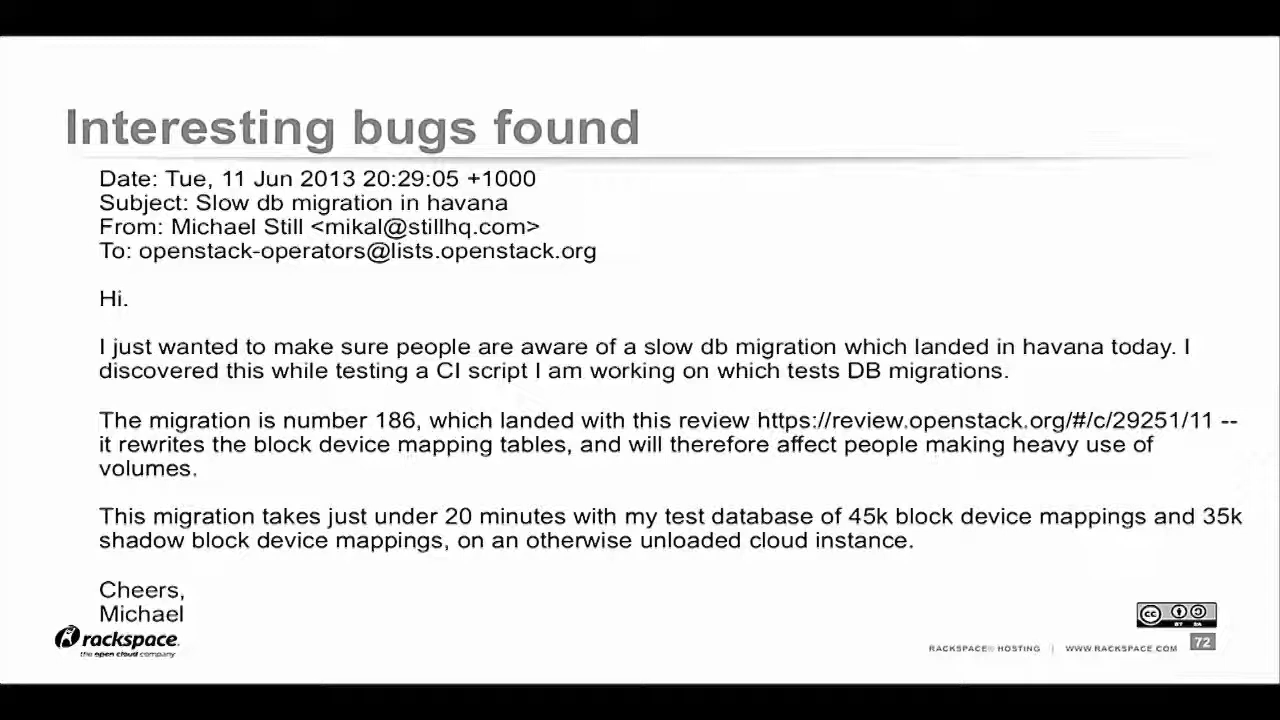 Interesting bugs found
Date: Tue, 11 Jun 2013 20:29:05 +1000
Subject: Slow db migration in havana
From: Michael Still <mikal@stillhq.com>
To: openstack-operators@lists.openstack.org
Hi.
I just wanted to make sure people are aware of a slow db migration which landed in havana today. I
discovered this while testing a CI script I am working on which tests DB migrations.
The migration is number 186, which landed with this review https://review.openstack.org/#/c/29251/11 --
it rewrites the block device mapping tables, and will therefore affect people making heavy use of
volumes.
This migration takes just under 20 minutes with my test database of 45k block device mappings and 35k
shadow block device mappings, on an otherwise unloaded cloud instance.
Cheers,
Michael
rackspace.
the open cloud company
RACKSPACE® HOSTING | WWW.RACKSPACE.COM
cc
BY SA
72